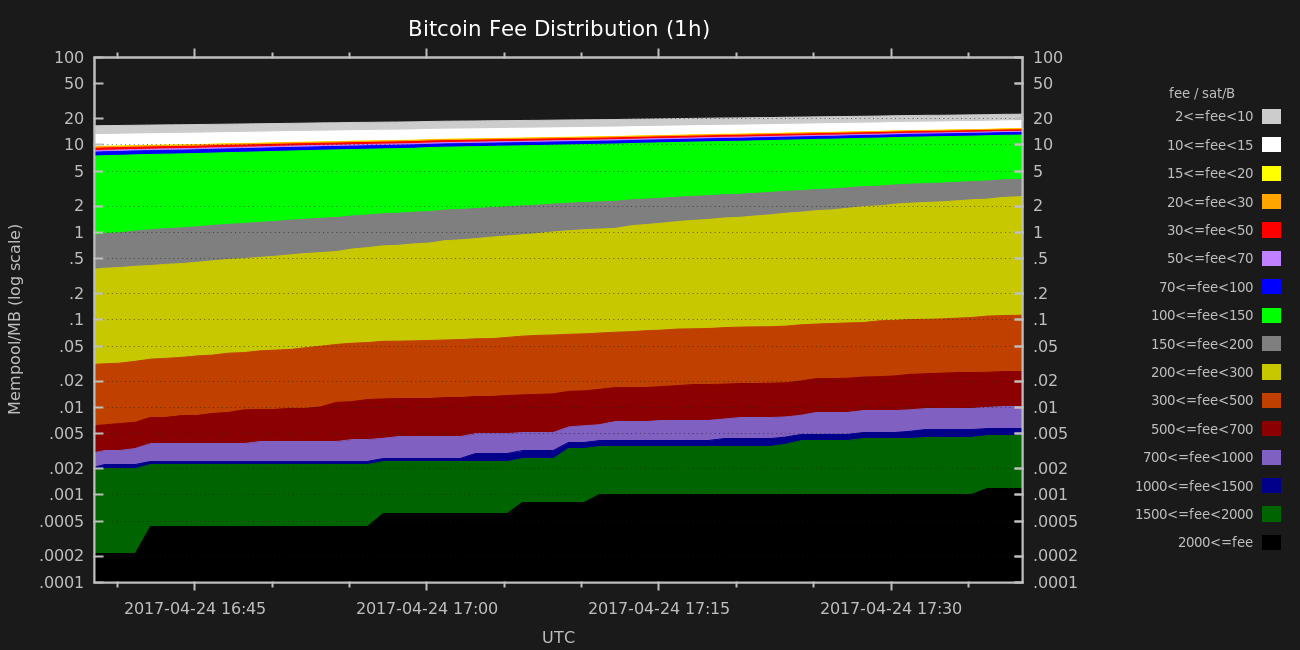 Bitcoin Fee Distribution (1h)
Mempool/MB (log scale)
100
50
20
10
5
2
1
.5
.2
.1
.05
.02
.01
.005
.002
.001
.0005
.0002
.0001
100
50
20
10
5
2
1
.5
.2
.1
.05
.02
.01
.005
.002
.001
.0005
.0002
.0001
2017-04-24 16:45
2017-04-24 17:00
2017-04-24 17:15
2017-04-24 17:30
UTC
fee / sat/B
2<=fee<10
10<=fee<15
15<=fee<20
20<=fee<30
30<=fee<50
50<=fee<70
70<=fee<100
100<=fee<150
150<=fee<200
200<=fee<300
300<=fee<500
500<=fee<700
700<=fee<1000
1000<=fee<1500
1500<=fee<2000
2000<=fee